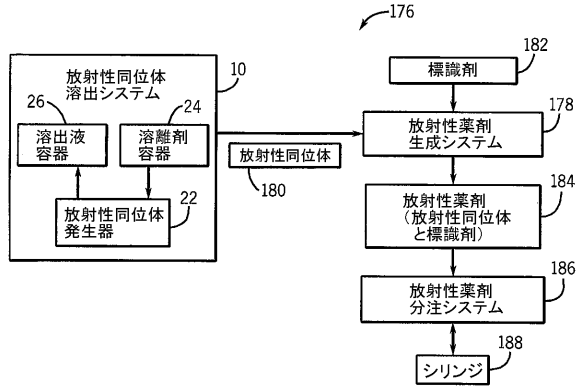 176
放射性同位体
溶出システム
10
26
24
溶出液
容器
溶離剤
容器
放射性同位体
発生器
22
放射性同位体
180
標識剤
182
放射性薬剤
生成システム
178
放射性薬剤
(放射性同位体
と標識剤)
184
放射性薬剤
分注システム
186
シリンジ
188